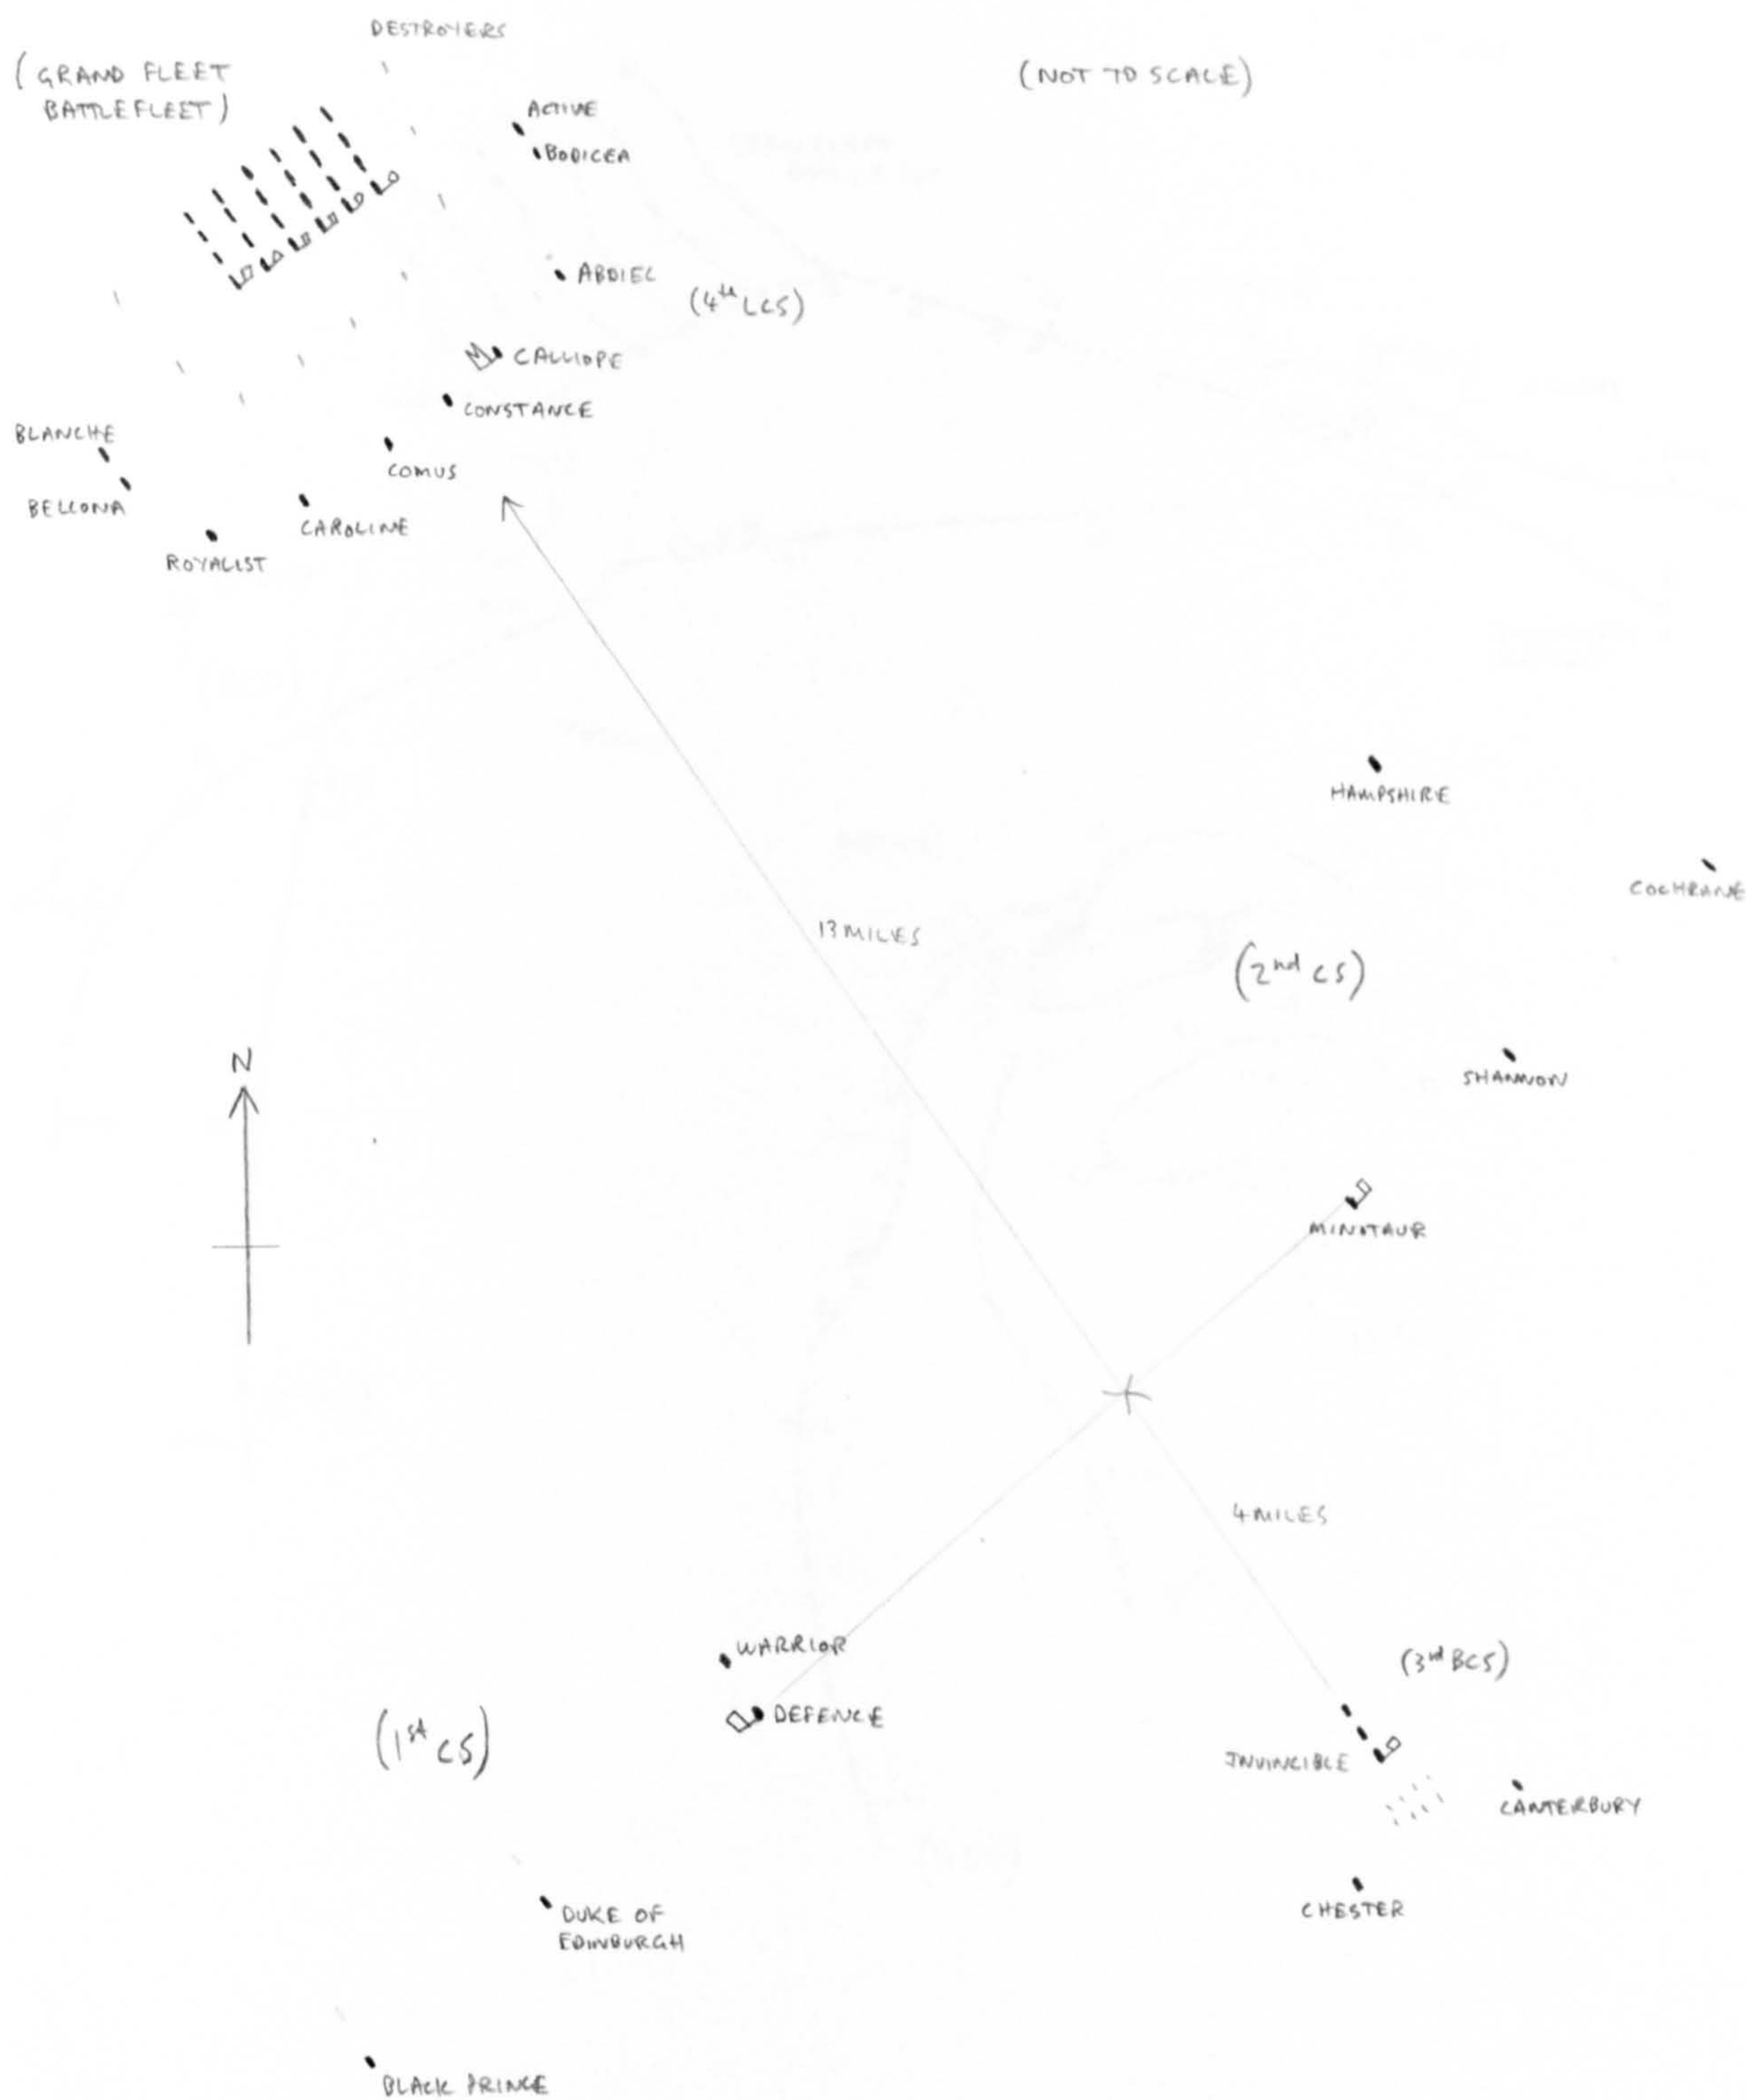 DESTROYERS
(GRAND FLEET
BATTLEFLEET)
(NOT TO SCALE)
ACTIVE
BODICEA
ABDIEL
(4th LCS)
CALLIOPE
CONSTANCE
BLANCHE
COMUS
BELLONA
CAROLINE
ROYALIST
HAMPSHIRE
COCHRANE
13 MILES
(2nd CS)
N
SHANNON
MINOTAUR
4 MILES
WARRIOR
(3rd BCS)
DEFENCE
(1st CS)
INVINCIBLE
CANTERBURY
CHESTER
DUKE OF
EDINBURGH
BLACK PRINCE